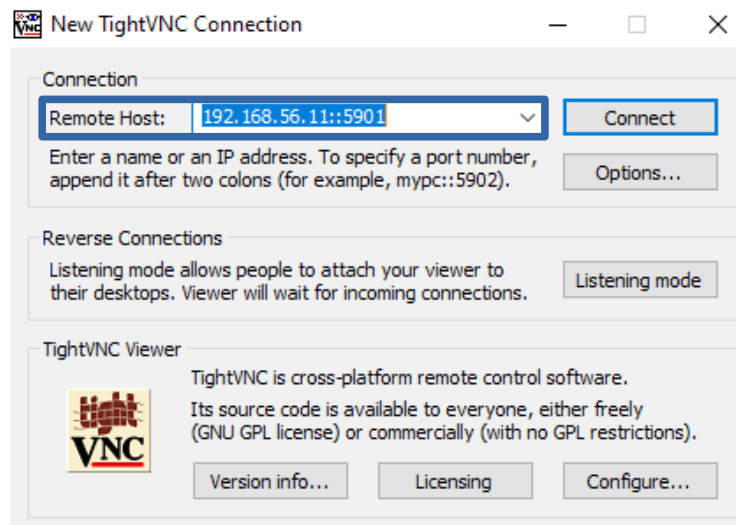 New TightVNC Connection
Connection
Remote Host: 192.168.56.11::5901
Connect
Enter a name or an IP address. To specify a port number,
append it after two colons (for example, mypc::5902).
Options...
Reverse Connections
Listening mode allows people to attach your viewer to
their desktops. Viewer will wait for incoming connections.
Listening mode
TightVNC Viewer
TightVNC is cross-platform remote control software.
Its source code is available to everyone, either freely
(GNU GPL license) or commercially (with no GPL restrictions).
tight
VNC
Version info...
Licensing
Configure...